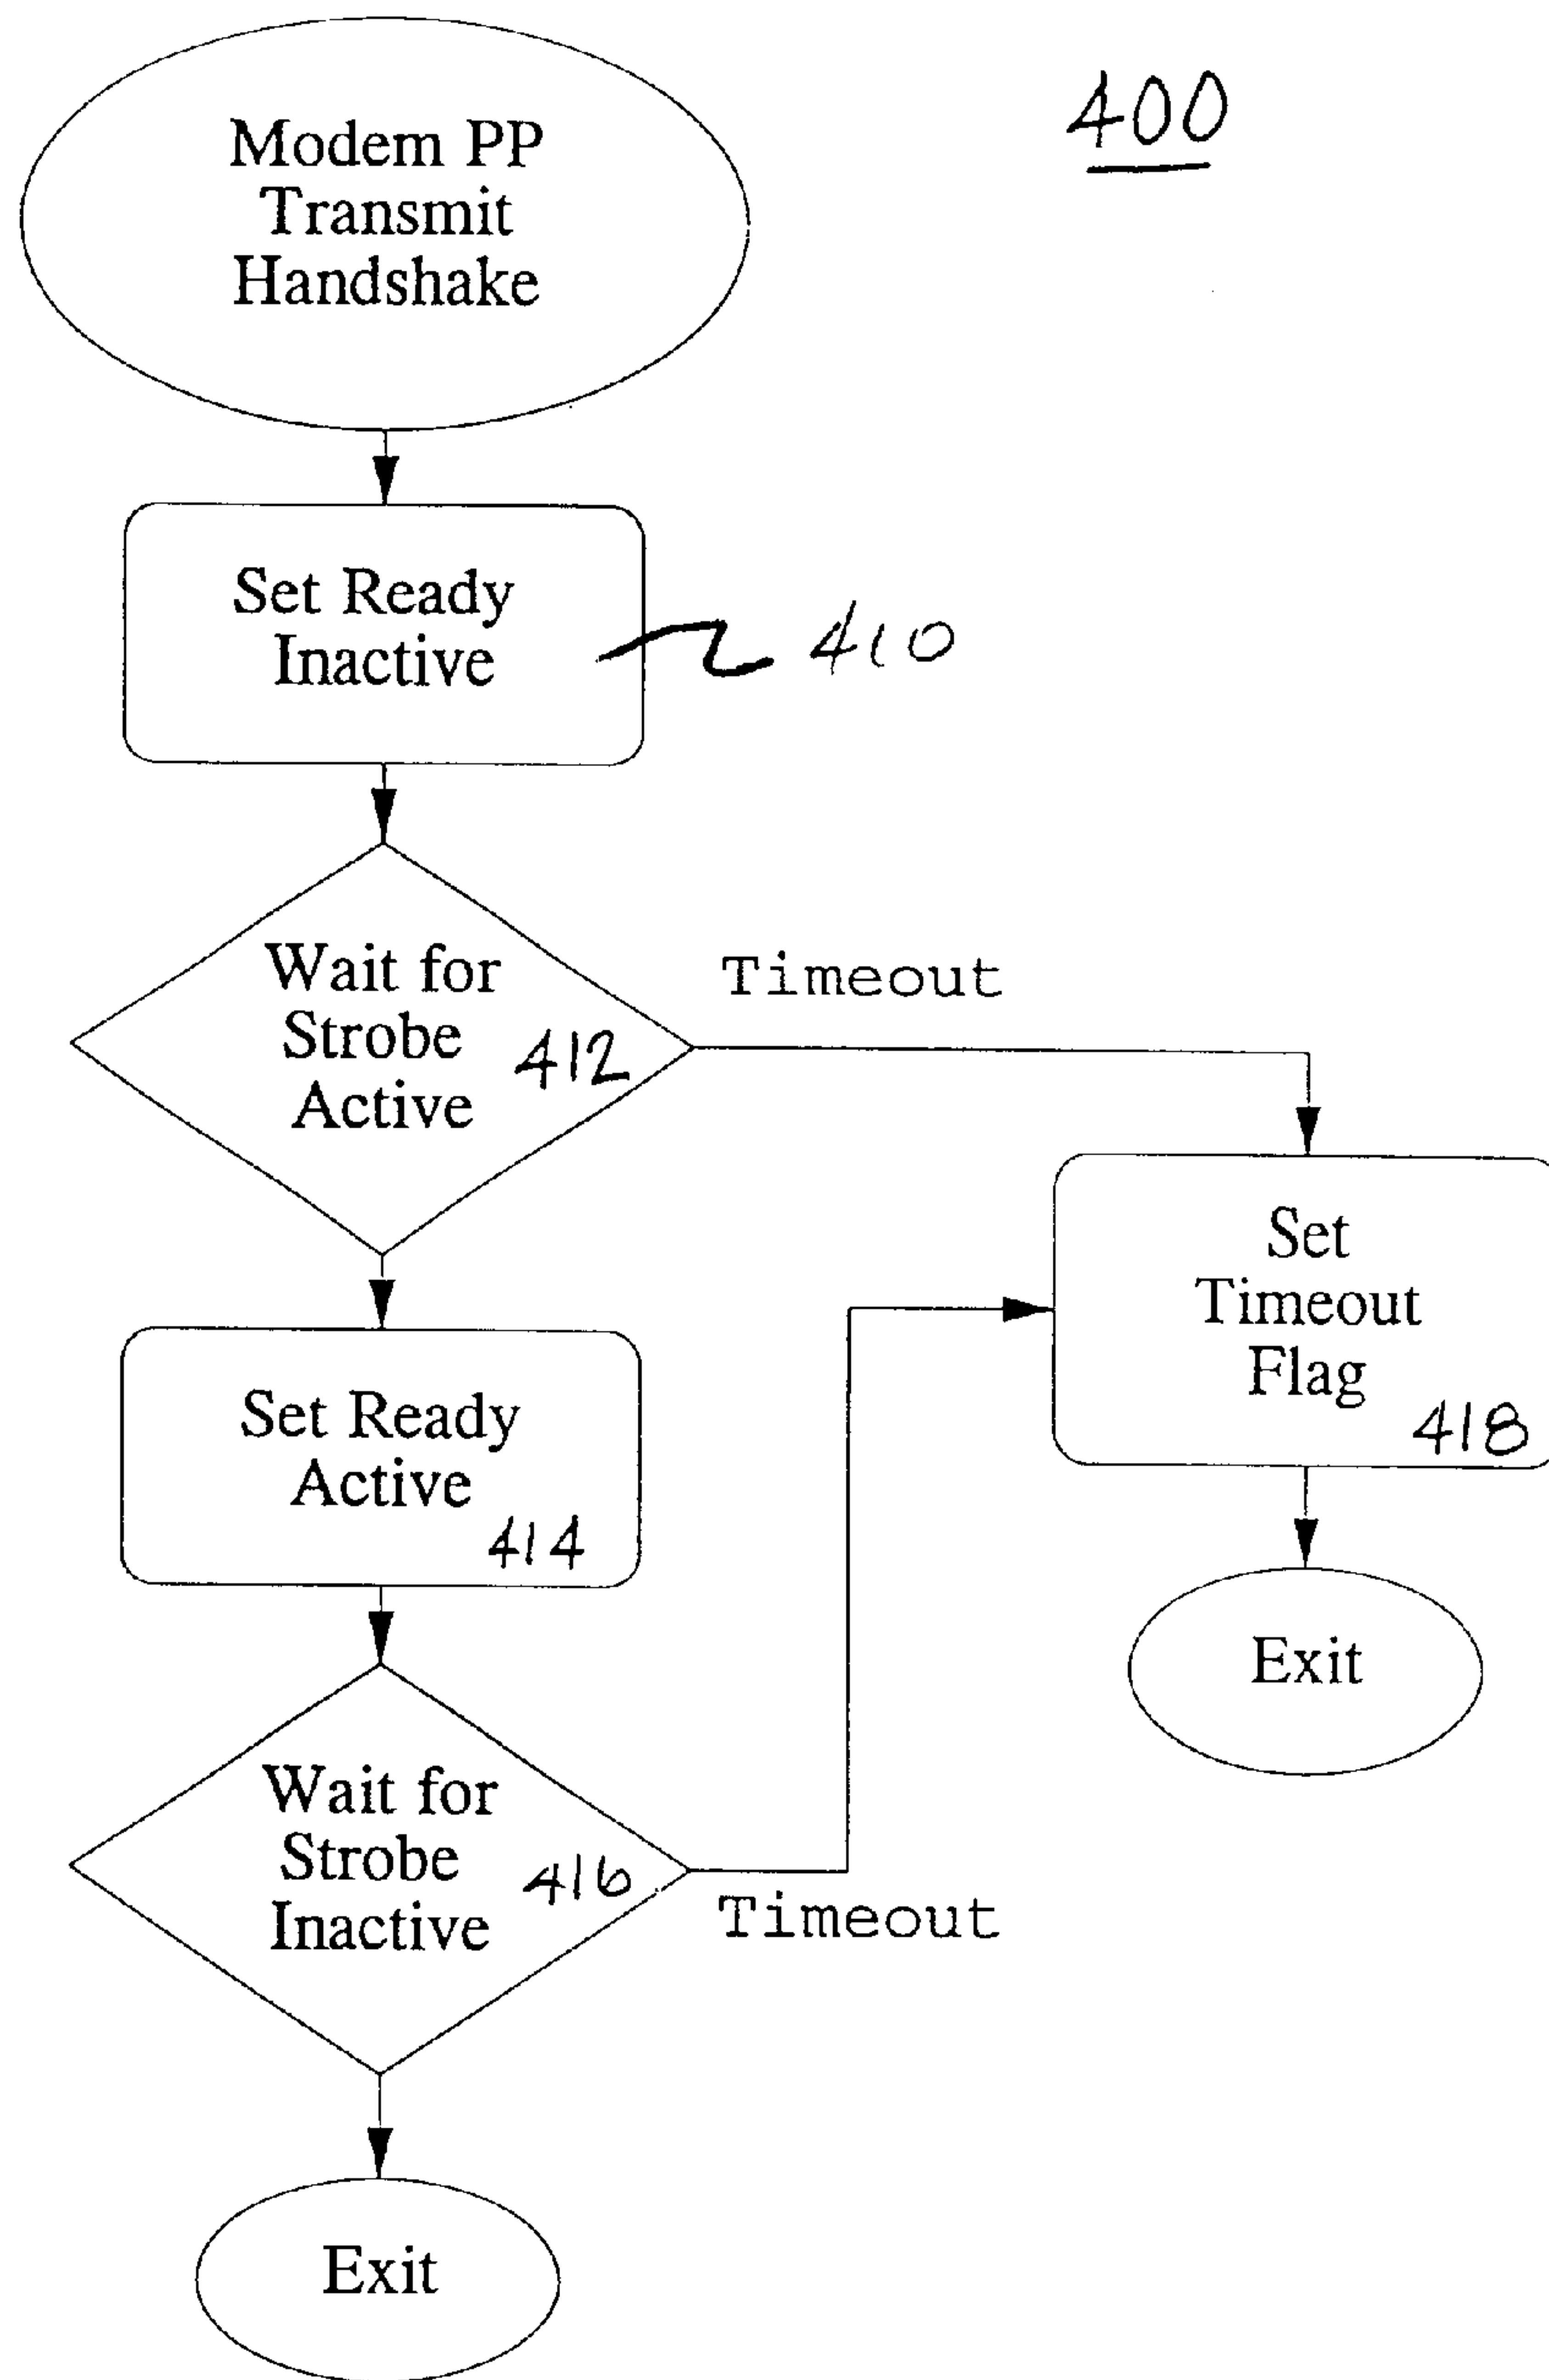 400
Modem PP
Transmit
Handshake
Set Ready
Inactive
410
Wait for
Strobe
Active
412
Timeout
Set
Timeout
Flag
418
Set Ready
Active
414
Exit
Wait for
Strobe
Inactive
416
Timeout
Exit